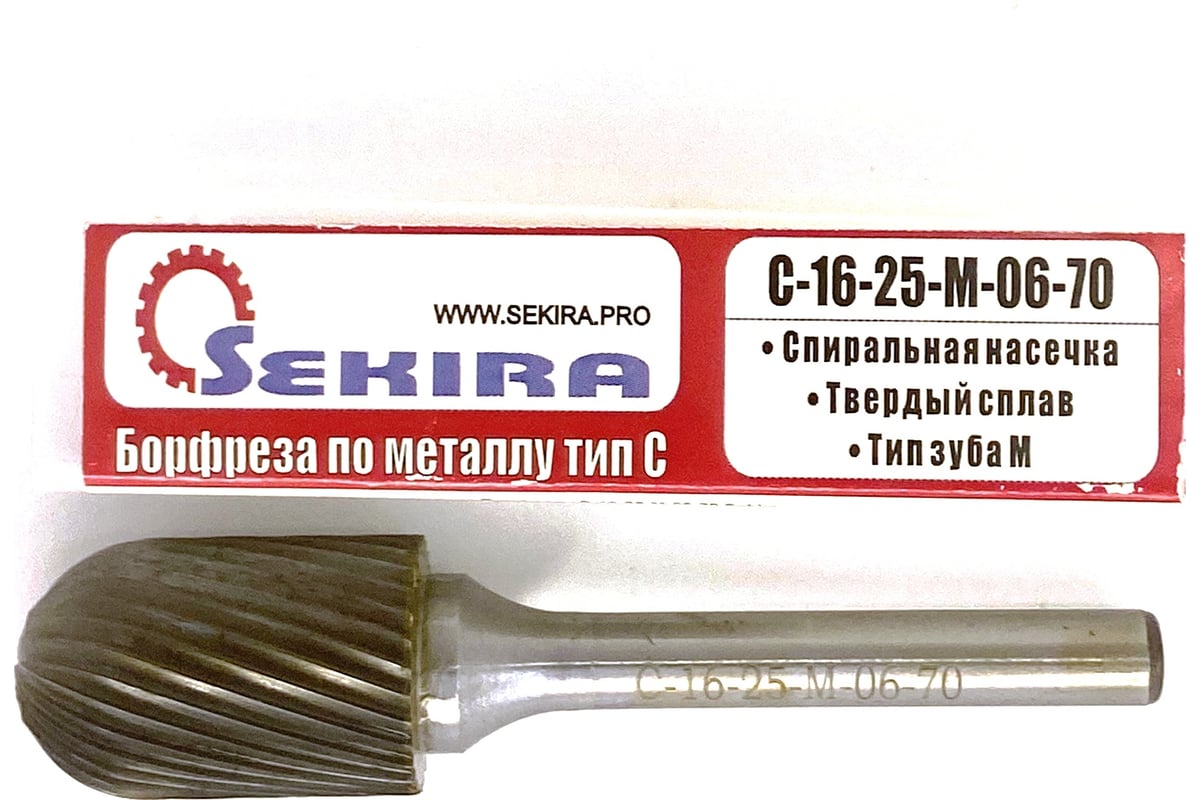 WWW.SEKIRA.PRO
SEKIRA
Борфреза по металлу тип С
С-16-25-М-06-70
• Спиральная насечка
• Твердый сплав
• Тип зуба М
С-16-25-М-06-70